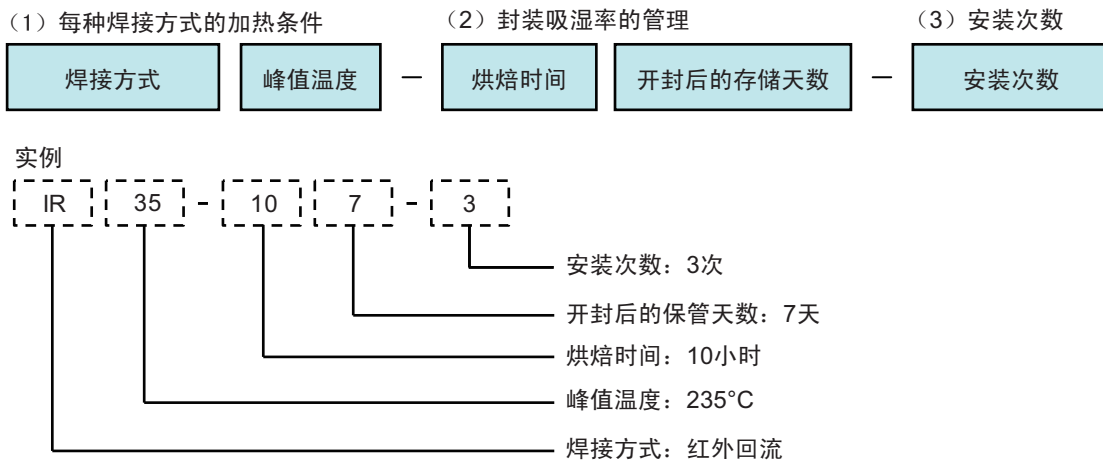 （1）每种焊接方式的加热条件 （2）封装吸湿率的管理 （3）安装次数
焊接方式 峰值温度 － 烘焙时间 开封后的存储天数 － 安装次数
实例
IR 35 - 10 7 - 3
安装次数：3次
开封后的保管天数：7天
烘焙时间：10小时
峰值温度：235°C
焊接方式：红外回流